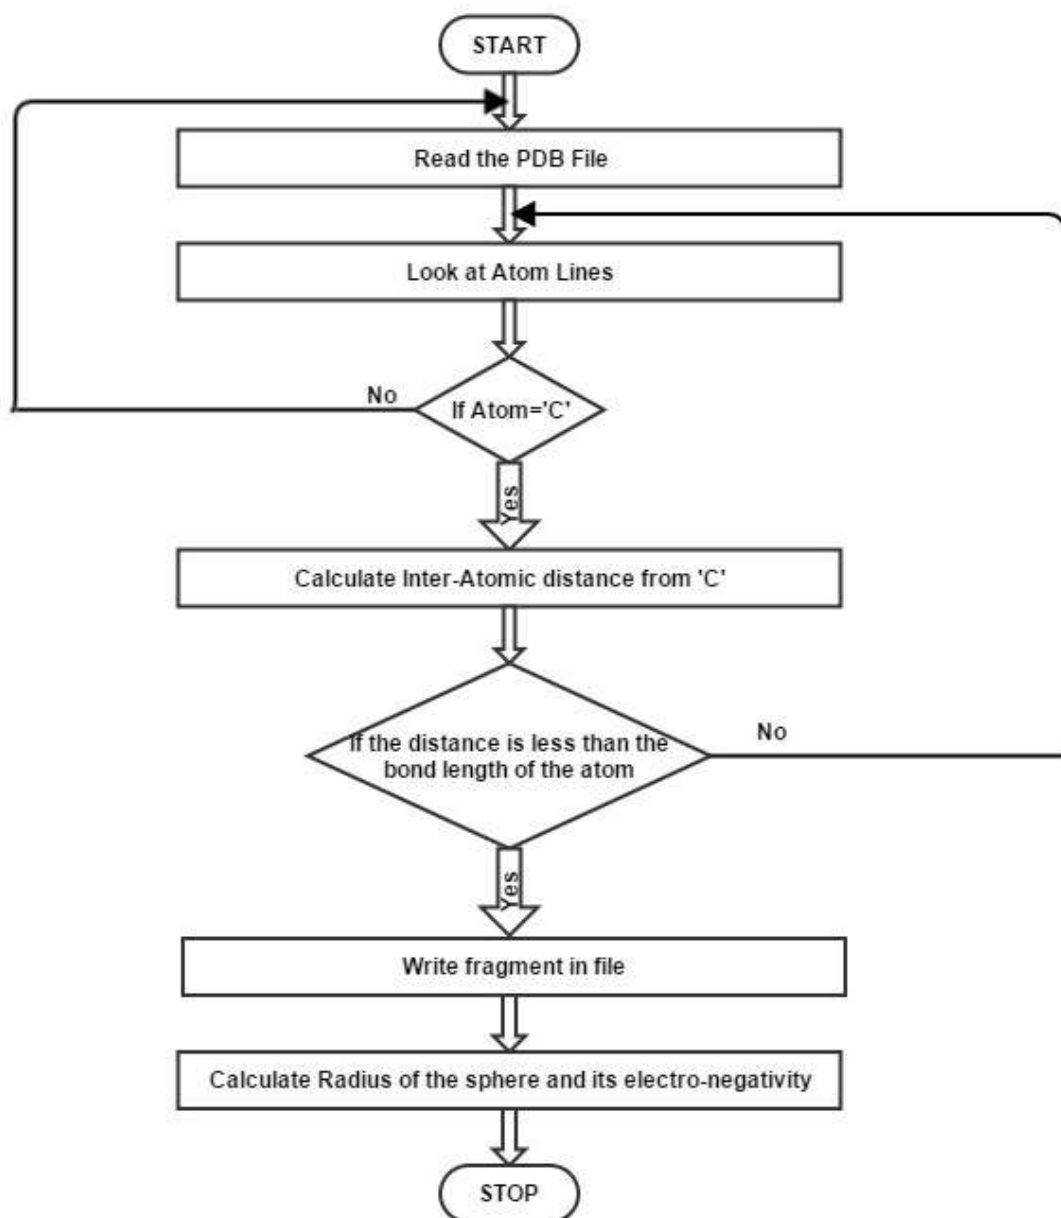 START
Read the PDB File
Look at Atom Lines
No
If Atom='C'
Yes
Calculate Inter-Atomic distance from 'C'
If the distance is less than the
bond length of the atom
No
Yes
Write fragment in file
Calculate Radius of the sphere and its electro-negativity
STOP